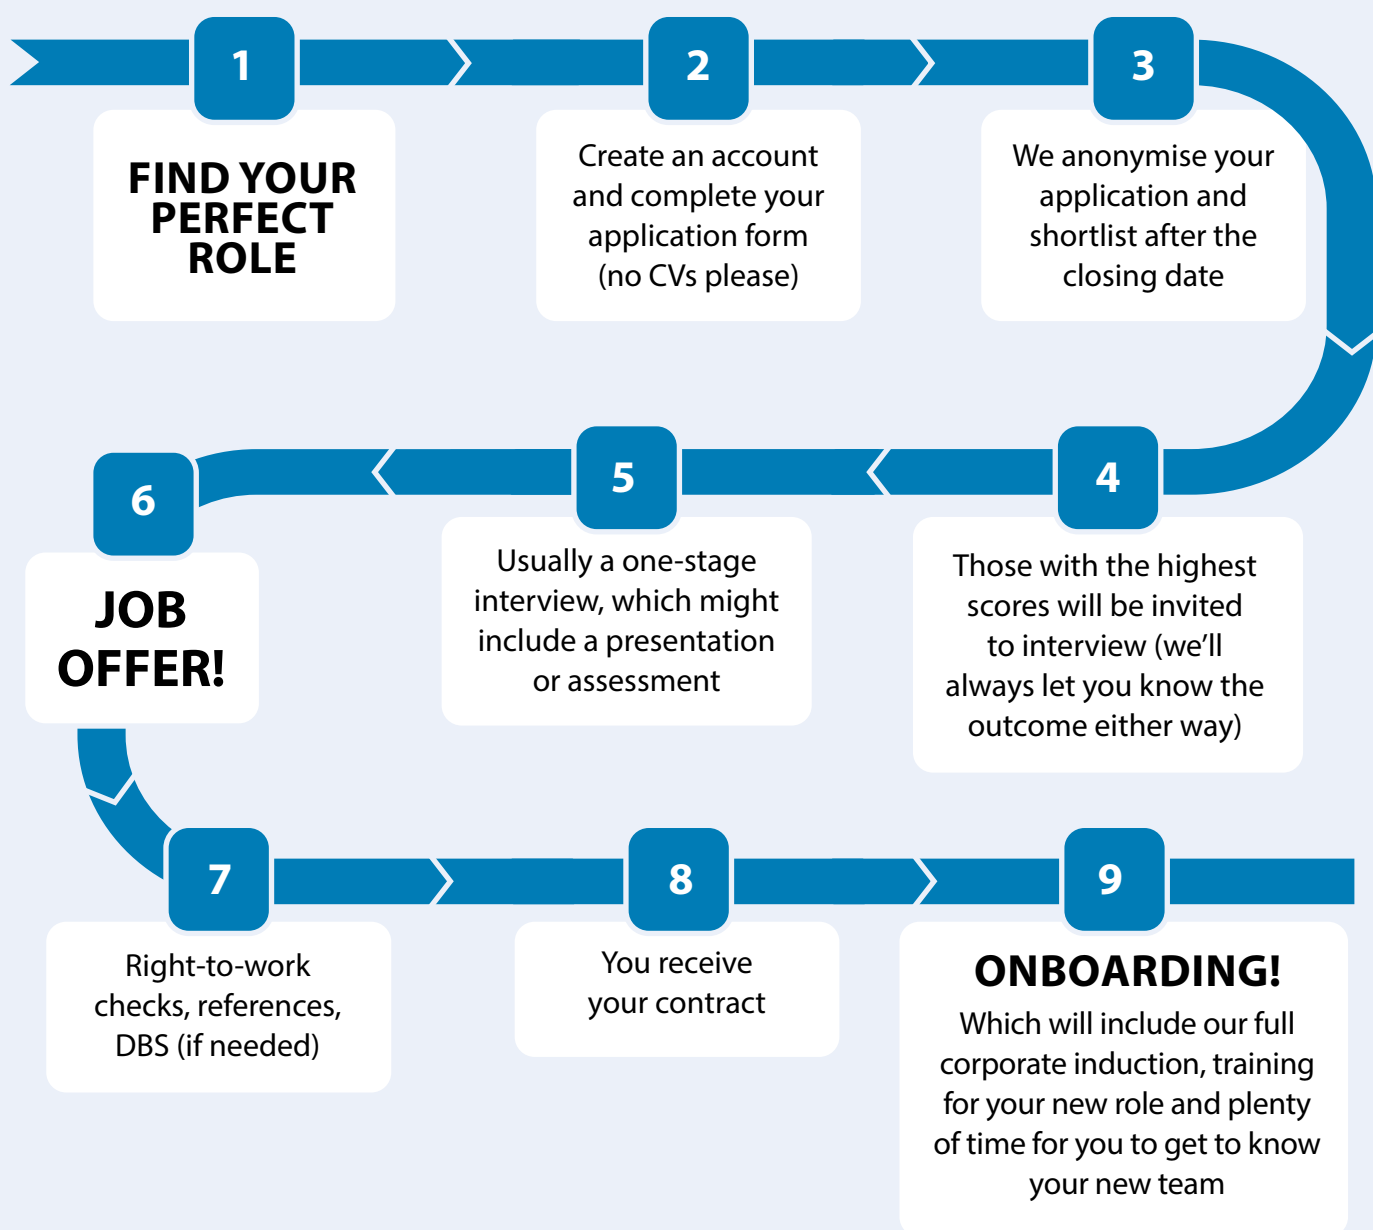 1
FIND YOUR
PERFECT
ROLE
2
Create an account
and complete your
application form
(no CVs please)
3
We anonymise your
application and
shortlist after the
closing date
4
Those with the highest
scores will be invited
to interview (we’ll
always let you know the
outcome either way)
5
Usually a one-stage
interview, which might
include a presentation
or assessment
6
JOB
OFFER!
7
Right-to-work
checks, references,
DBS (if needed)
8
You receive
your contract
9
ONBOARDING!
Which will include our full
corporate induction, training
for your new role and plenty
of time for you to get to know
your new team